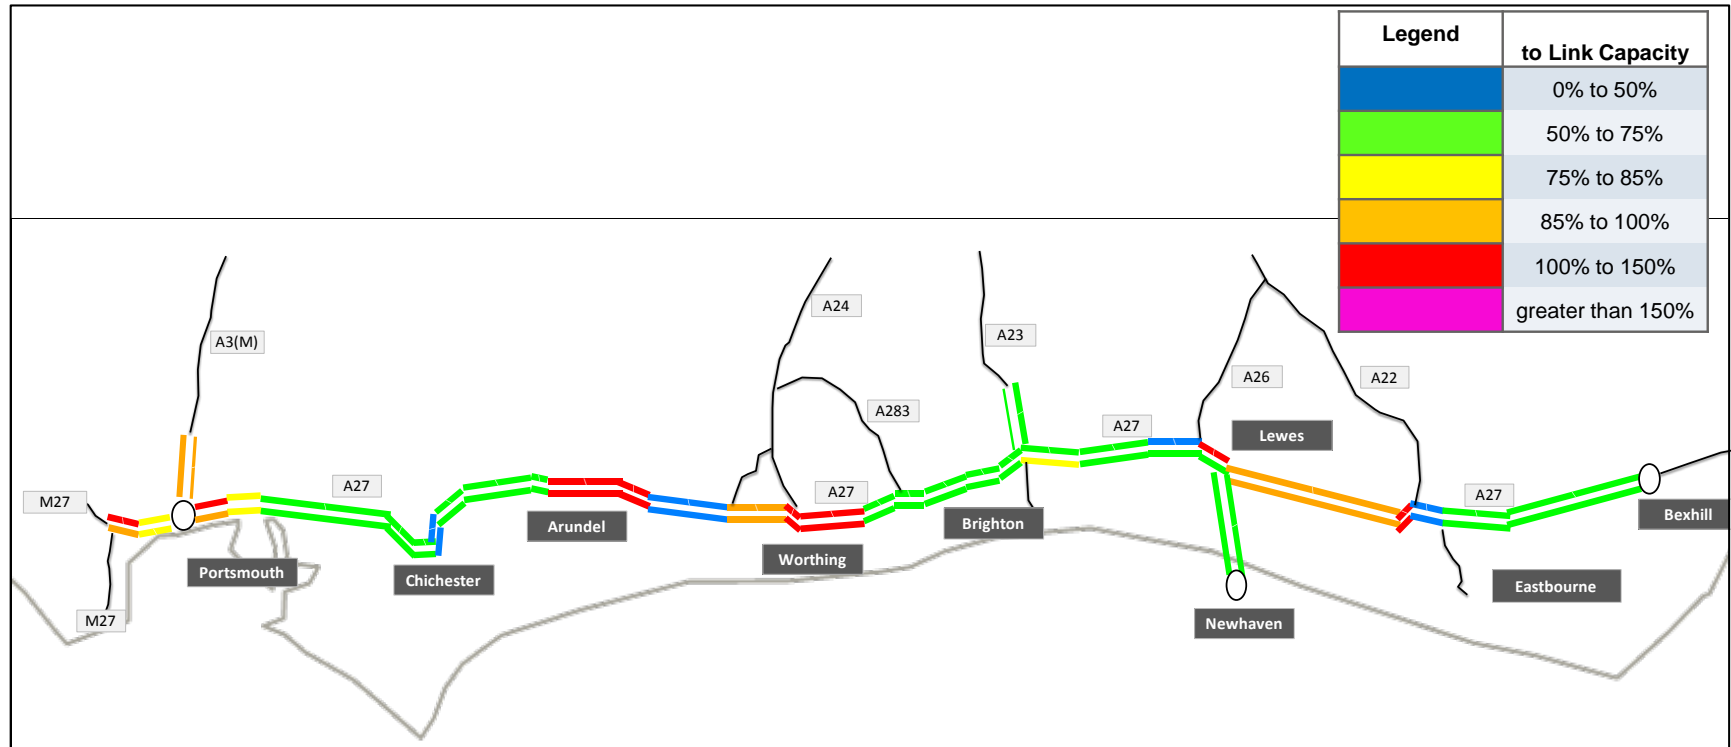 Legend
to Link Capacity
0% to 50%
50% to 75%
75% to 85%
85% to 100%
100% to 150%
greater than 150%
A24
A3(M)
A23
A26
A22
A283
A27
Lewes
M27
A27
A27
A27
Arundel
Brighton
Bexhill
Worthing
Portsmouth
Chichester
Eastbourne
M27
Newhaven